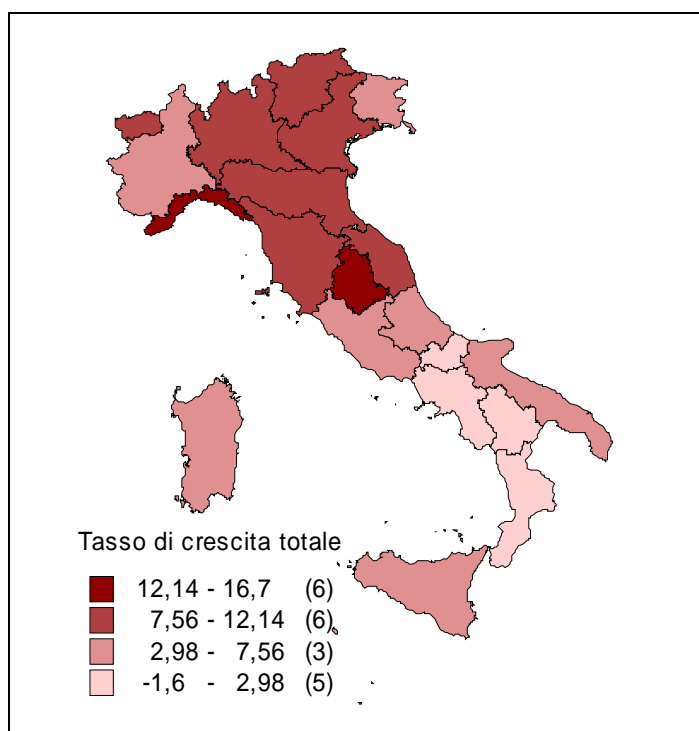 Tasso di crescita totale
12,14 - 16,7 (6)
7,56 - 12,14 (6)
2,98 - 7,56 (3)
-1,6 - 2,98 (5)